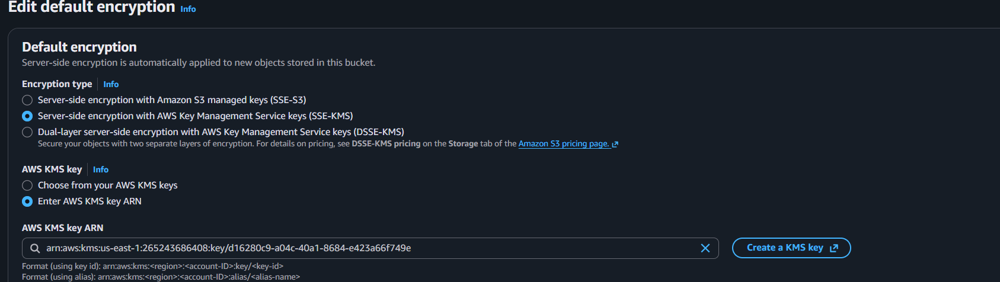 Edit default encryption Info
Default encryption
Server-side encryption is automatically applied to new objects stored in this bucket.
Encryption type Info
Server-side encryption with Amazon S3 managed keys (SSE-S3)
Server-side encryption with AWS Key Management Service keys (SSE-KMS)
Dual-layer server-side encryption with AWS Key Management Service keys (DSSE-KMS)
Secure your objects with two separate layers of encryption. For details on pricing, see DSSE-KMS pricing on the Storage tab of the Amazon S3 pricing page.
AWS KMS key Info
Choose from your AWS KMS keys
Enter AWS KMS key ARN
AWS KMS key ARN
arn:aws:kms:us-east-1:265243686408:key/d16280c9-a04c-40a1-8684-e423a66f749e
Create a KMS key
Format (using key id): arn:aws:kms:<region>:<account-ID>:key/<key-id>
Format (using alias): arn:aws:kms:<region>:<account-ID>:alias/<alias-name>